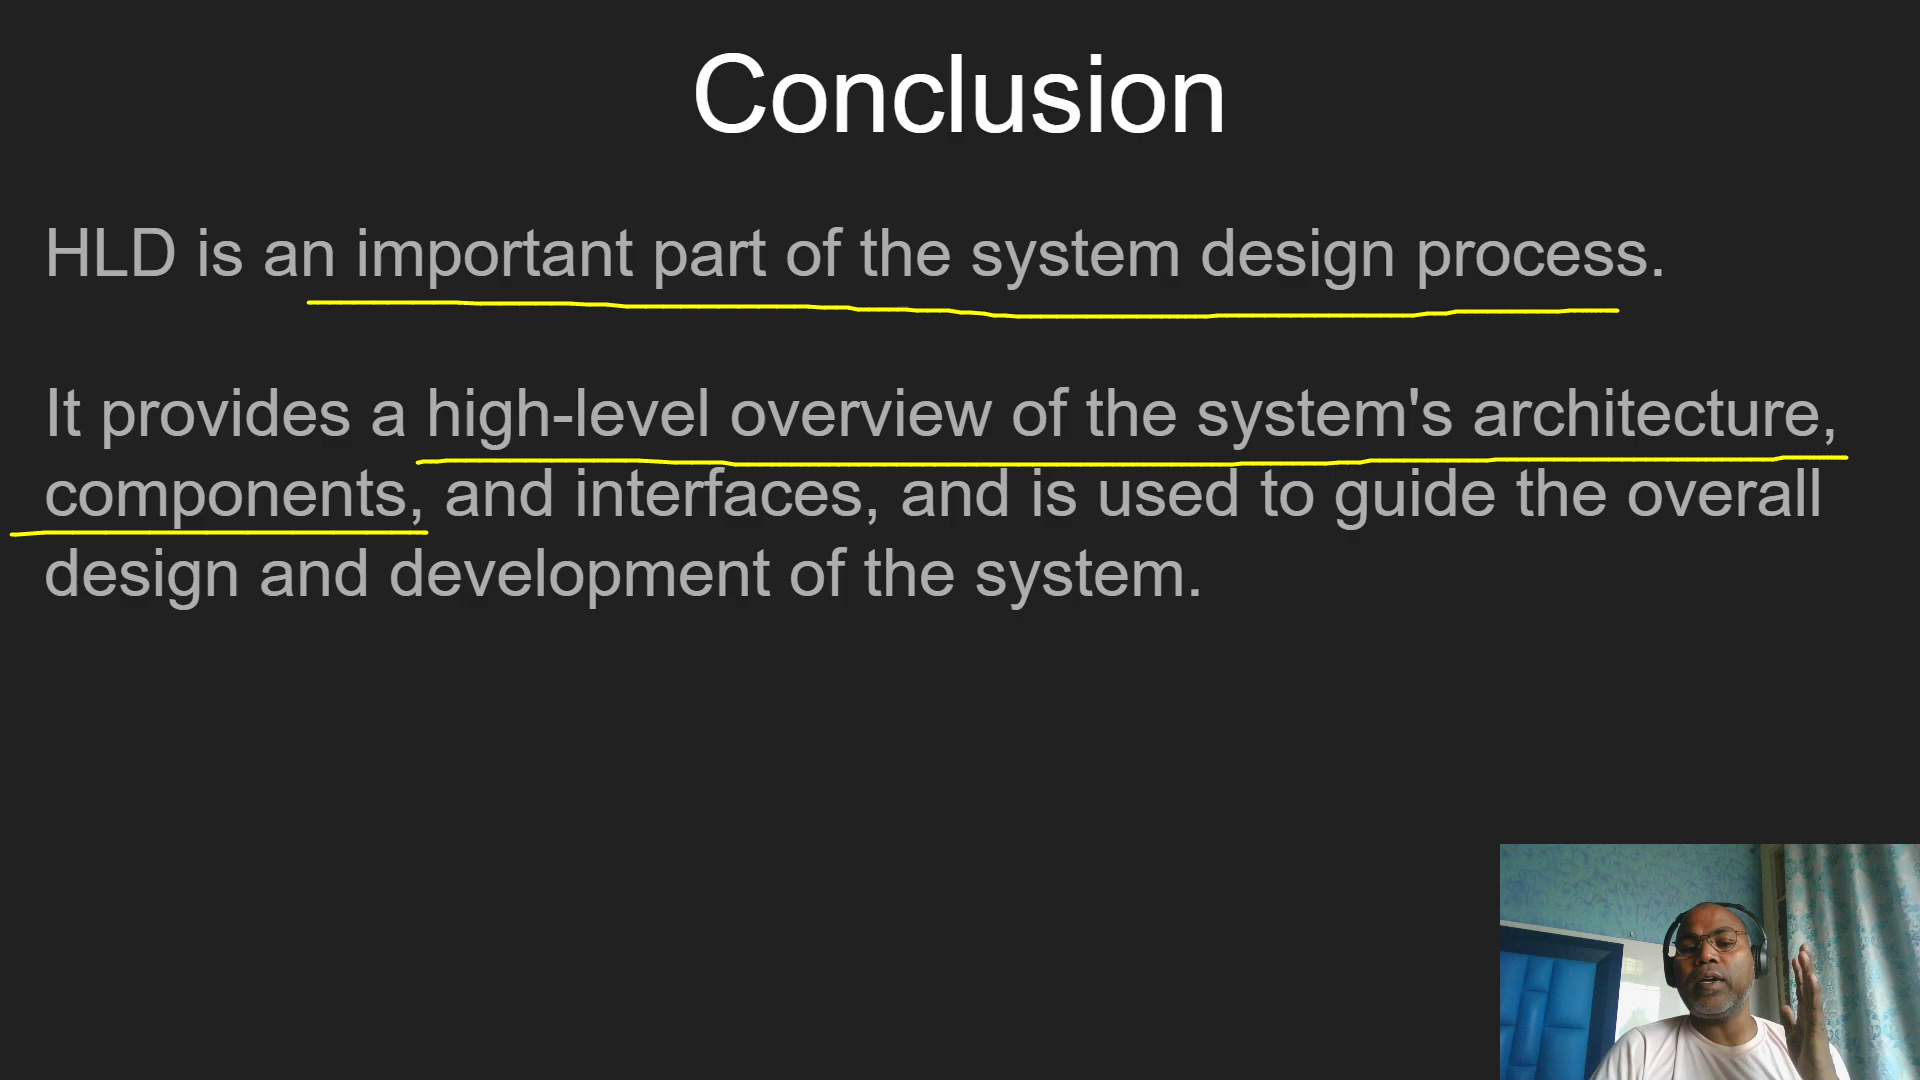 Conclusion
HLD is an important part of the system design process.
It provides a high-level overview of the system's architecture,
components, and interfaces, and is used to guide the overall
design and development of the system.